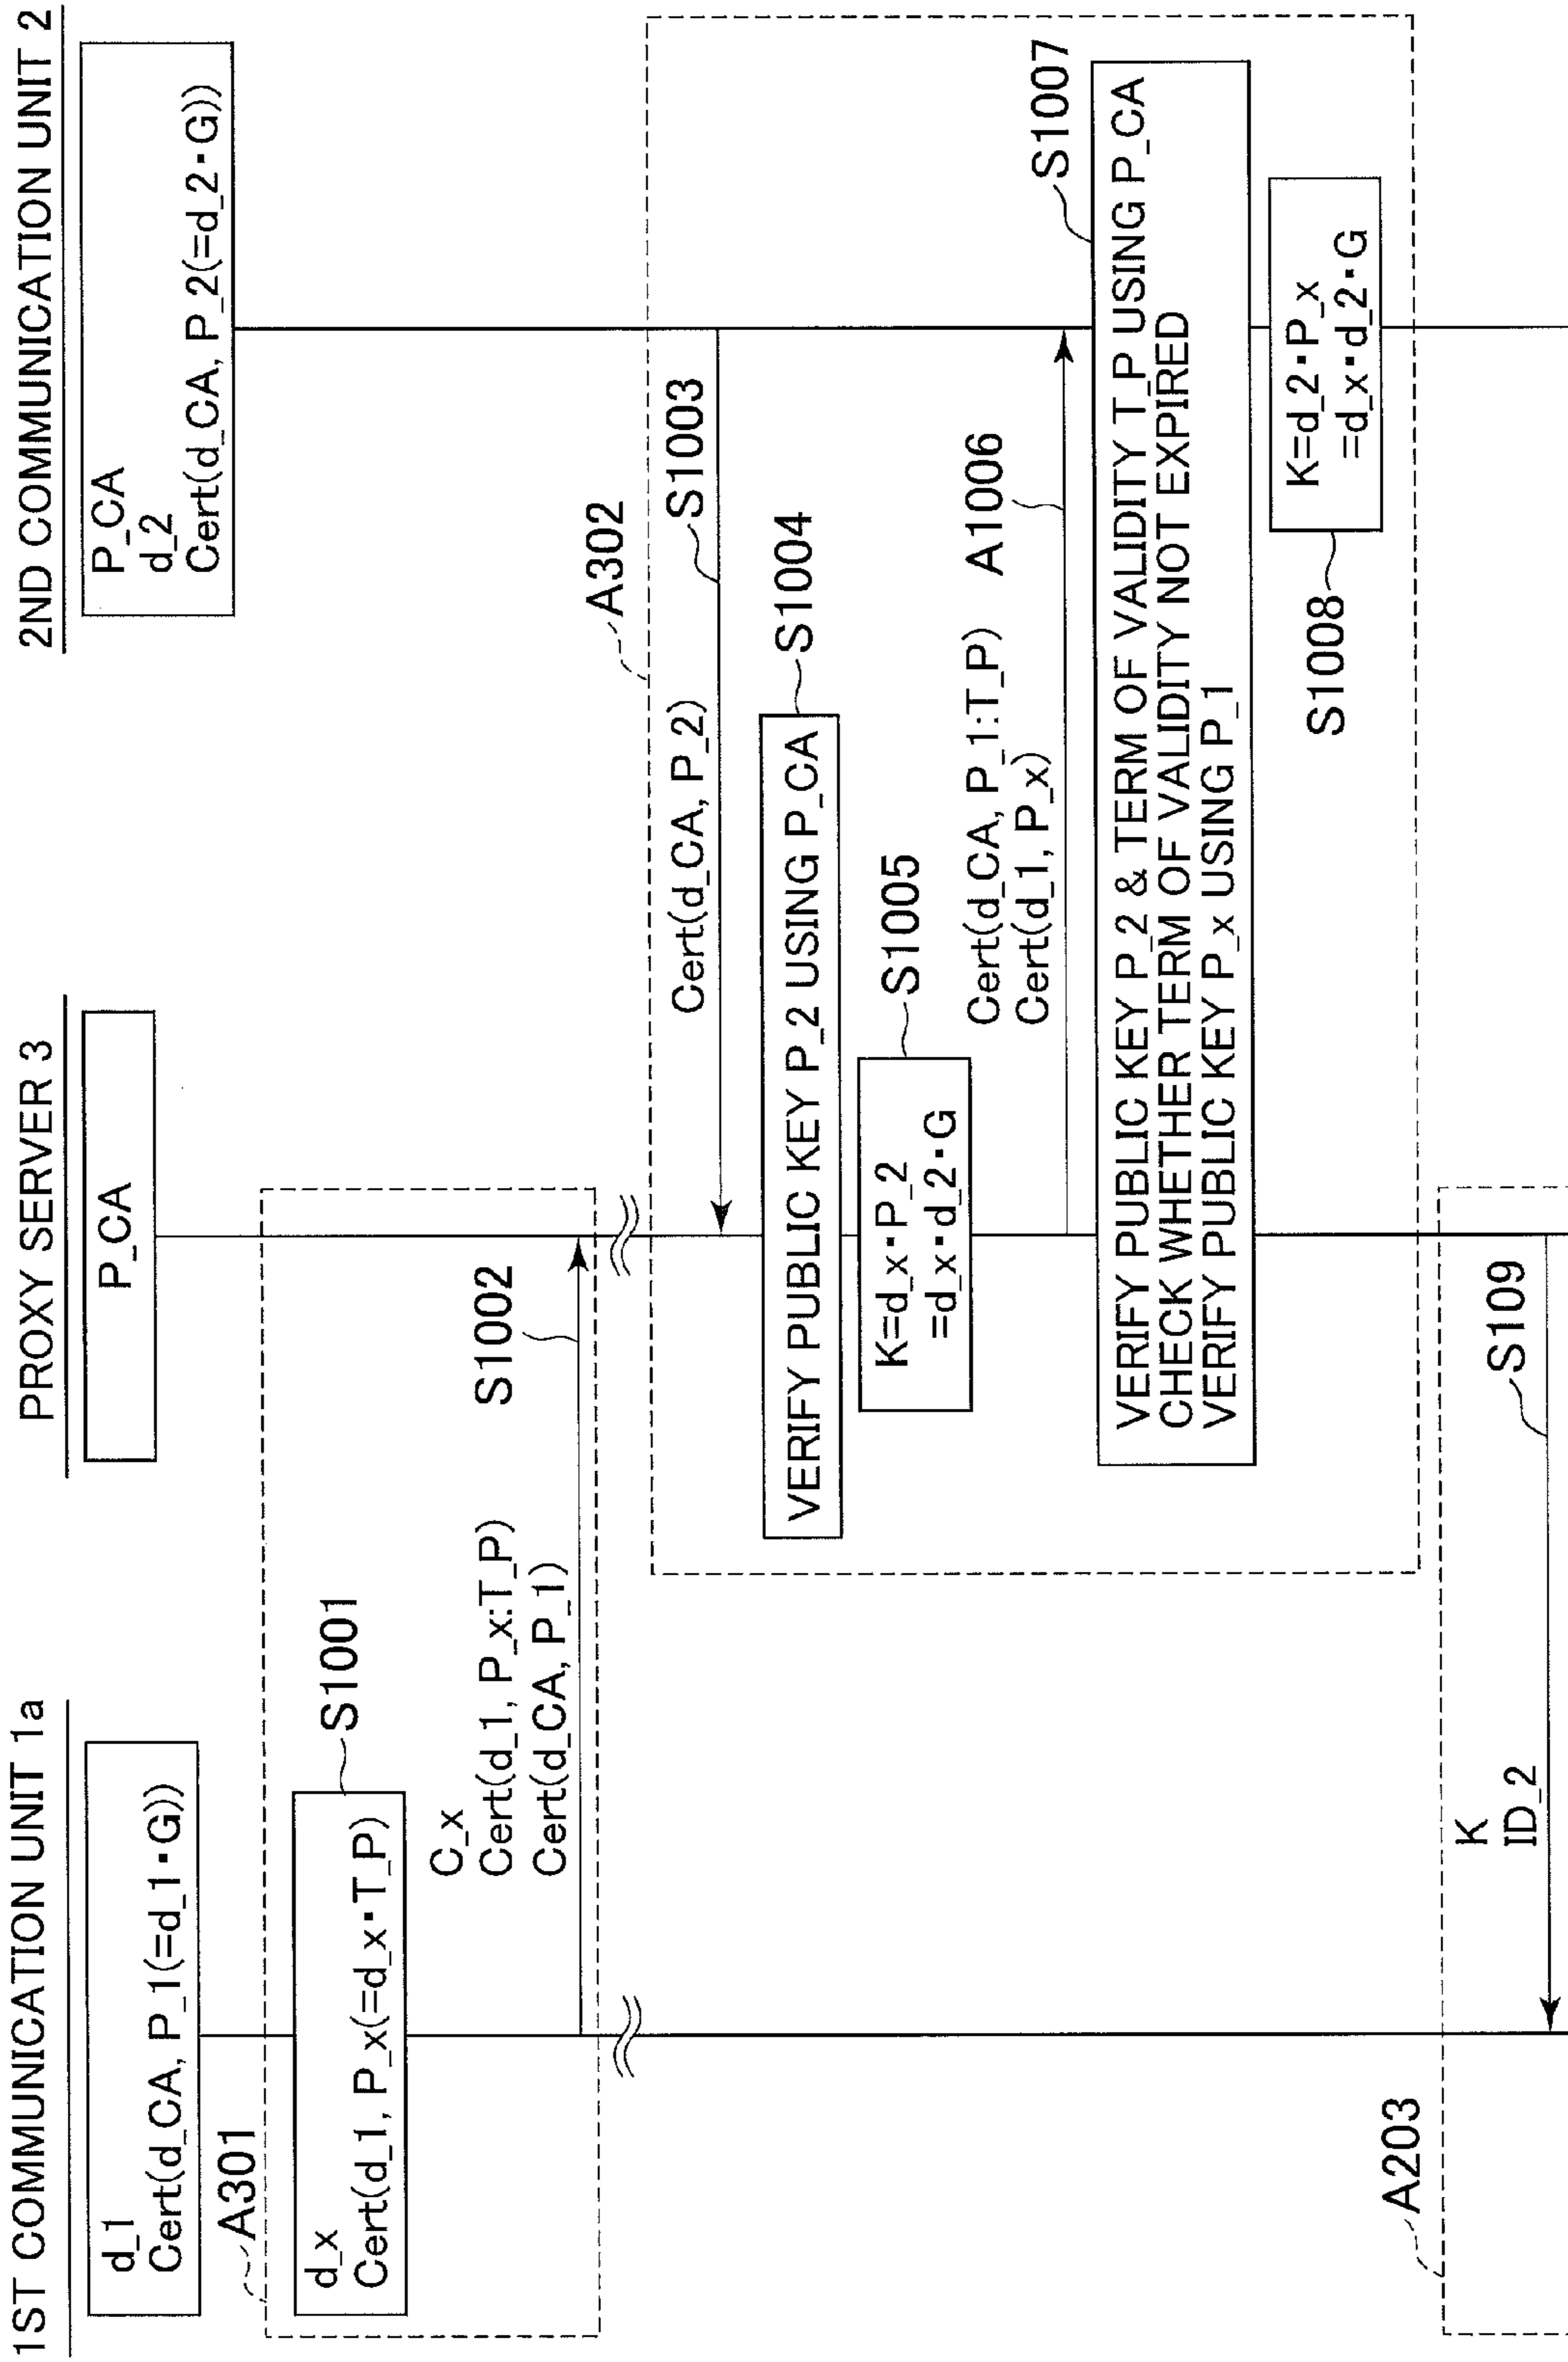 1ST COMMUNICATION UNIT 1a
PROXY SERVER 3
2ND COMMUNICATION UNIT 2
d_1
Cert(d_CA, P_1(=d_1·G))
P_CA
P_CA
d_2
Cert(d_CA, P_2(=d_2·G))
A301
d_x
Cert(d_1, P_x(=d_x·T_P)
S1001
C_x
Cert(d_1, P_x:T_P)
Cert(d_CA, P_1)
S1002
A302
Cert(d_CA, P_2)
S1003
VERIFY PUBLIC KEY P_2 USING P_CA
S1004
K=d_x·P_2
=d_x·d_2·G
S1005
Cert(d_CA, P_1:T_P)
Cert(d_1, P_x)
A1006
VERIFY PUBLIC KEY P_2 & TERM OF VALIDITY T_P USING P_CA
CHECK WHETHER TERM OF VALIDITY NOT EXPIRED
VERIFY PUBLIC KEY P_x USING P_1
S1007
K=d_2·P_x
=d_x·d_2·G
S1008
A203
K
ID_2
S109